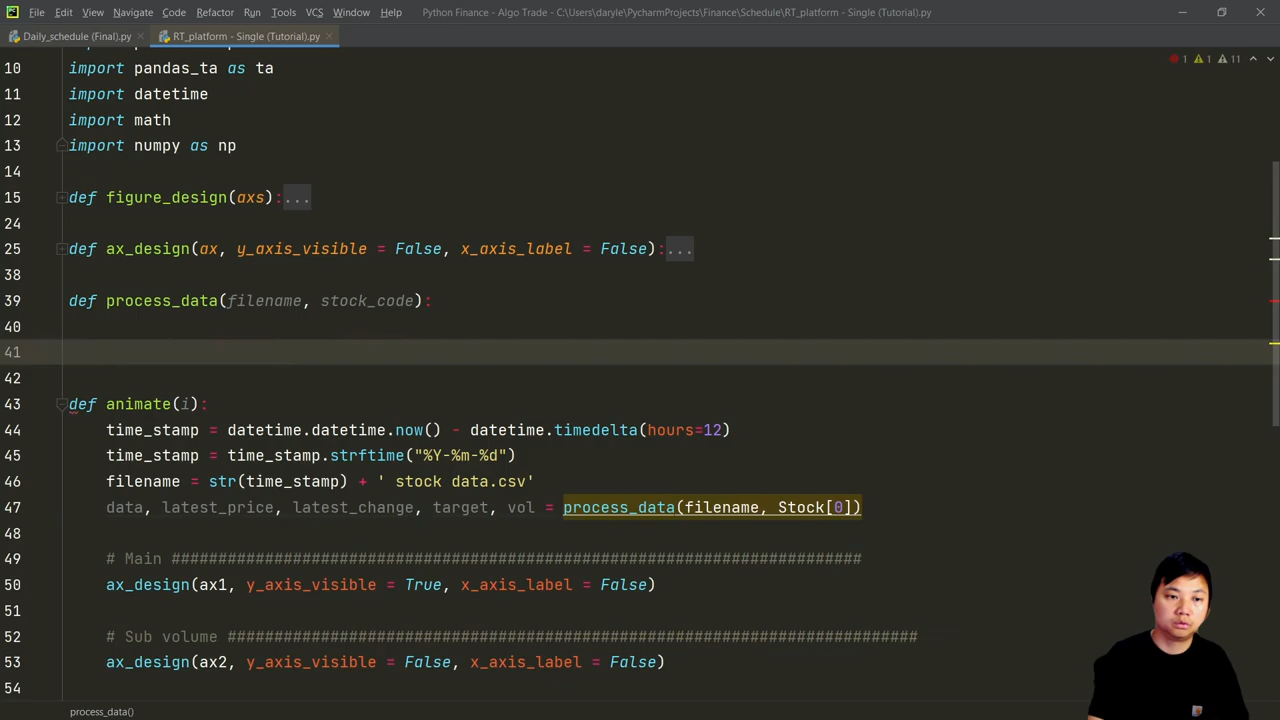 File Edit View Navigate Code Refactor Run Tools VCS Window Help Python Finance - Algo Trade - C:\Users\daryle\PycharmProjects\Finance\Schedule\RT_platform - Single (Tutorial).py
Daily_schedule (Final).py RT_platform - Single (Tutorial).py
1 1 11
10 import pandas_ta as ta
11 import datetime
12 import math
13 import numpy as np
14
15 def figure_design(axs):...
24
25 def ax_design(ax, y_axis_visible = False, x_axis_label = False):...
38
39 def process_data(filename, stock_code):
40
41
42
43 def animate(i):
44 time_stamp = datetime.datetime.now() - datetime.timedelta(hours=12)
45 time_stamp = time_stamp.strftime("%Y-%m-%d")
46 filename = str(time_stamp) + ' stock data.csv'
47 data, latest_price, latest_change, target, vol = process_data(filename, Stock[0])
48
49 # Main ##########################################################################
50 ax_design(ax1, y_axis_visible = True, x_axis_label = False)
51
52 # Sub volume ##########################################################################
53 ax_design(ax2, y_axis_visible = False, x_axis_label = False)
54
process_data()